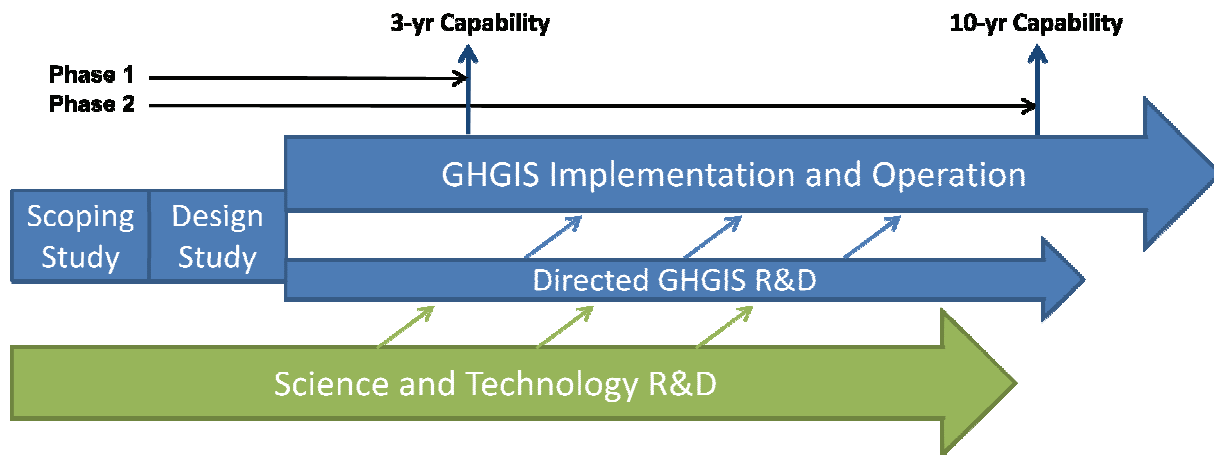 3-yr Capability
10-yr Capability
Phase 1
Phase 2
GHGIS Implementation and Operation
Scoping
Study
Design
Study
Directed GHGIS R&D
Science and Technology R&D